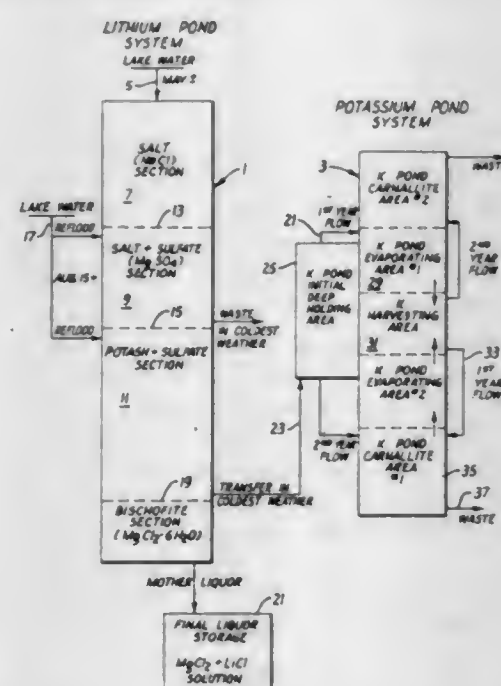 LITHIUM POND
SYSTEM
LAKE WATER
5
MAY 1
SALT
(NaCl)
SECTION
7
1
13
LAKE WATER
17
REFLOOD
SALT + SULFATE (MgSO4)
SECTION
AUG 15+
9
REFLOOD
15
WASTE
IN COLDEST
WEATHER
POTASH + SULFATE
SECTION
11
23
19
TRANSFER IN
COLDEST WEATHER
BISCHOFITE
SECTION
(MgCl2·6H2O)
MOTHER LIQUOR
21
FINAL LIQUOR
STORAGE
MgCl2 + LiCl
SOLUTION
POTASSIUM POND
SYSTEM
3
WASTE
K POND
CARNALLITE
AREA #2
21
1ST YEAR
FLOW
25
K POND
INITIAL
DEEP
HOLDING
AREA
K POND
EVAPORATING
AREA #1
29
2ND
YEAR
FLOW
K
HARVESTING
AREA
31
33
1ST
YEAR
FLOW
K POND
EVAPORATING
AREA #2
2ND YEAR
FLOW
K POND
CARNALLITE
AREA
#1
35
37
WASTE